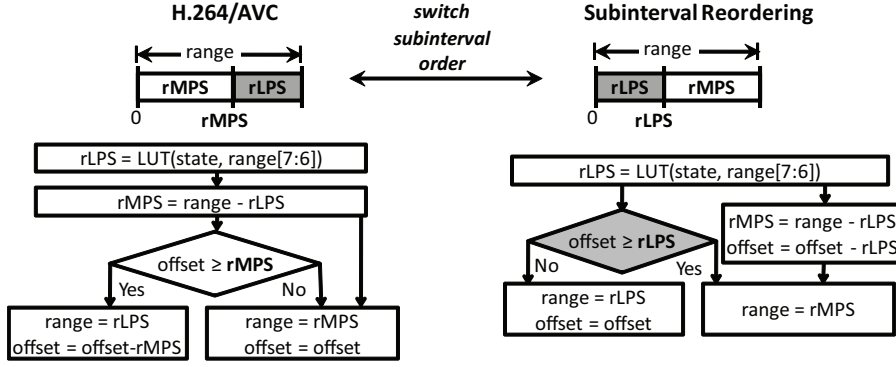 H.264/AVC
range
rMPS rLPS
0
rMPS
rLPS = LUT(state, range[7:6])
rMPS = range - rLPS
offset ≥ rMPS
Yes
No
range = rLPS
offset = offset-rMPS
range = rMPS
offset = offset
switch
subinterval
order
Subinterval Reordering
range
rLPS rMPS
0
rLPS
rLPS = LUT(state, range[7:6])
offset ≥ rLPS
rMPS = range - rLPS
offset = offset - rLPS
No
Yes
range = rLPS
offset = offset
range = rMPS